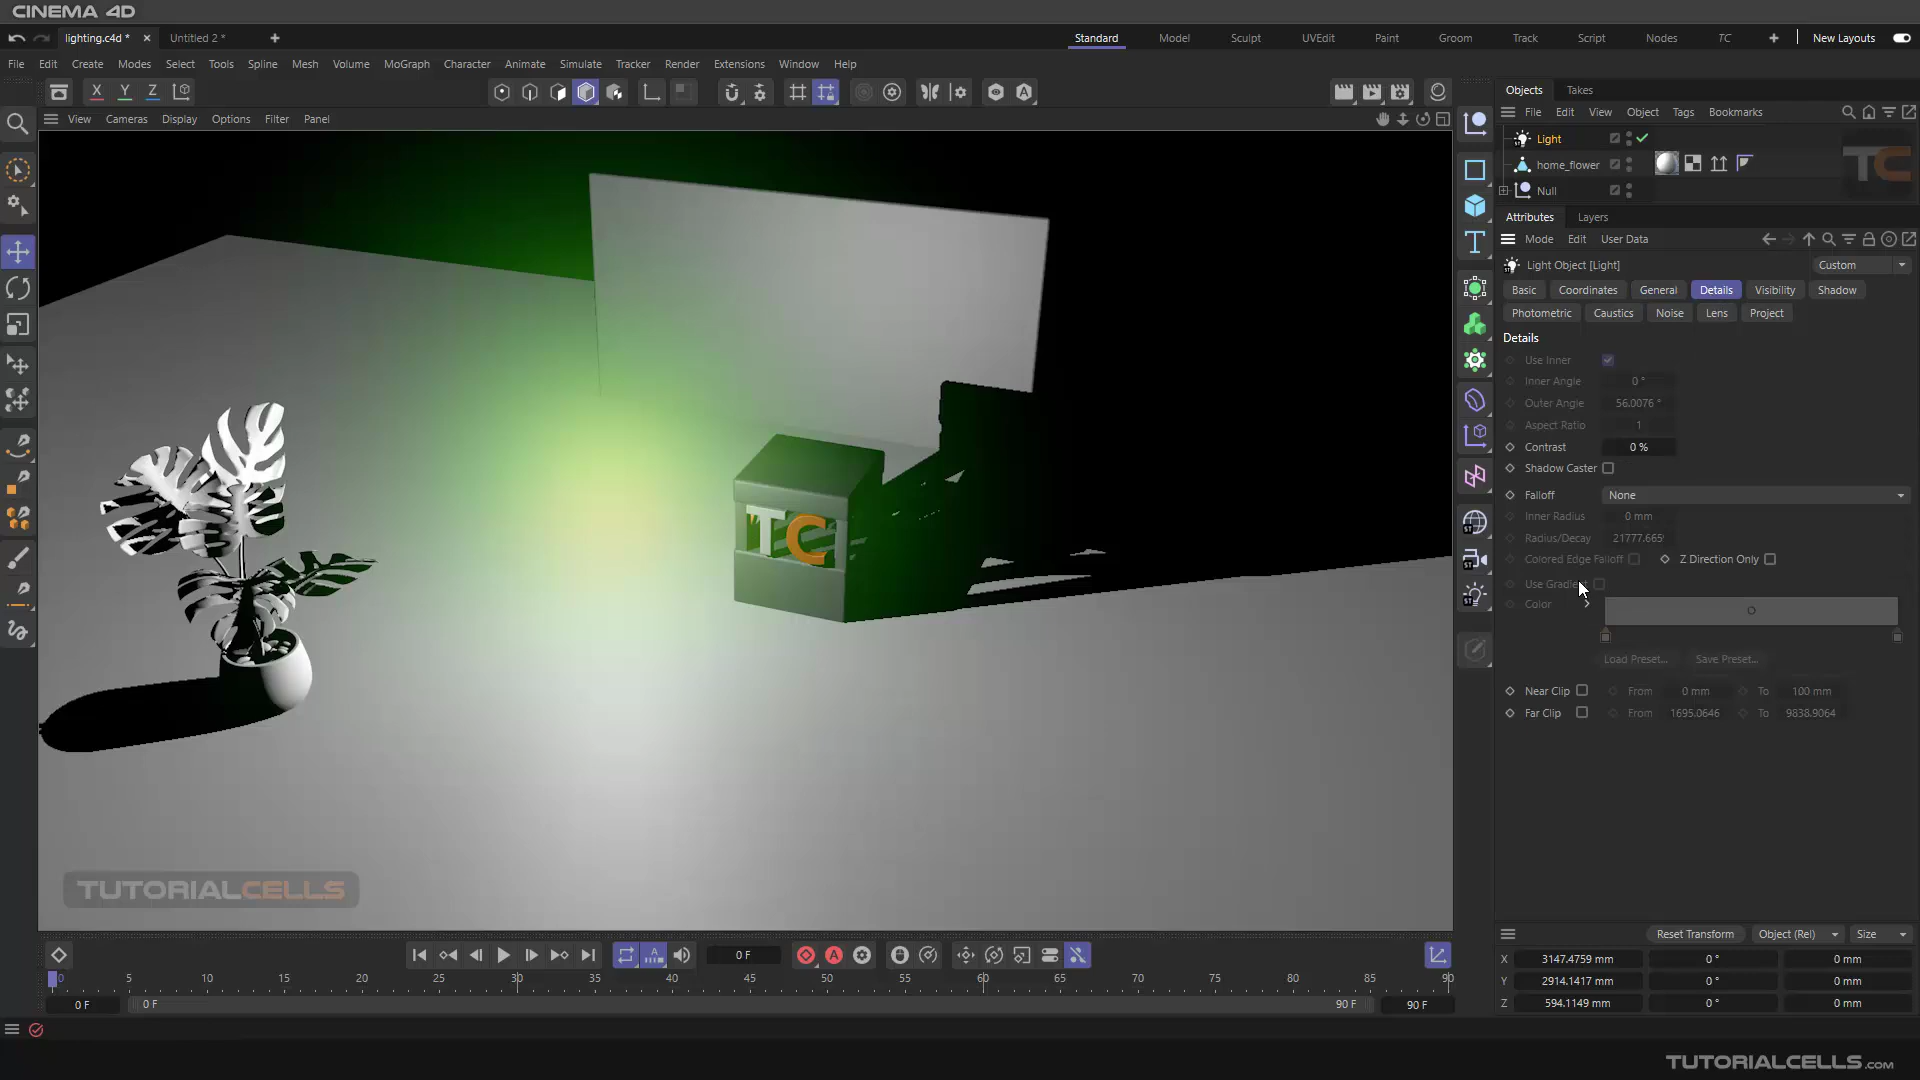 CINEMA 4D
lighting.c4d *
Untitled 2 *
Standard
Model
Sculpt
UVEdit
Paint
Groom
Track
Script
Nodes
TC
New Layouts
File Edit Create Modes Select Tools Spline Mesh Volume MoGraph Character Animate Simulate Tracker Render Extensions Window Help
X Y Z
View Cameras Display Options Filter Panel
Objects Takes
File Edit View Object Tags Bookmarks
Light
home_flower
Null
TC
Attributes Layers
Mode Edit User Data
Light Object [Light]
Custom
Basic Coordinates General Details Visibility Shadow
Photometric Caustics Noise Lens Project
Details
Use Inner
Inner Angle 0 °
Outer Angle 56.0076 °
Aspect Ratio 1
Contrast 0 %
Shadow Caster
Falloff None
Inner Radius 0 mm
Radius/Decay 21777.665
Colored Edge Falloff Z Direction Only
Use
Color
Load Preset... Save Preset...
Near Clip From 0 mm To 100 mm
Far Clip From 1695.0646 To 9838.9064
TC
TUTORIALCELLS
0 F
0 5 10 15 20 25 30 35 40 45 50 55 60 65 70 75 80 85 90
0 F 0 F 90 F 90 F
Reset Transform Object (Rel) Size
X 3147.4759 mm 0 ° 0 mm
Y 2914.1417 mm 0 ° 0 mm
Z 594.1149 mm 0 ° 0 mm
TUTORIALCELLS.COM